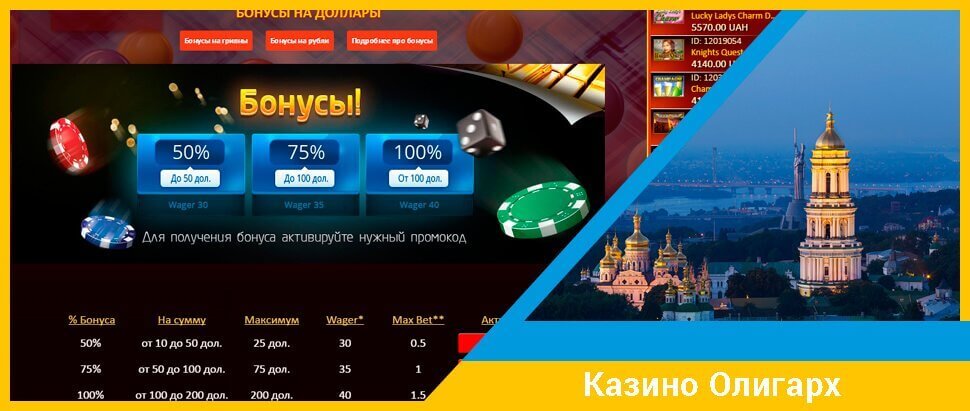 БОНУСЫ НА ДОЛЛАРЫ
Бонусы на гривны Бонусы на рубли Подробнее про бонусы
Бонусы!
50% 75% 100%
До 50 дол. До 100 дол. От 100 дол.
Wager 30 Wager 35 Wager 40
Для получения бонуса активируйте нужный промокод
% Бонуса На сумму Максимум Wager* Max Bet**
50% от 10 до 50 дол. 25 дол. 30 0.5
75% от 50 до 100 дол. 75 дол. 35 1
100% от 100 до 200 дол. 200 дол. 40 1.5
Lucky Ladys Charm D...
5570.00 UAH
ID: 12019054
Knights Quest
4140.00 UA
Казино Олигарх